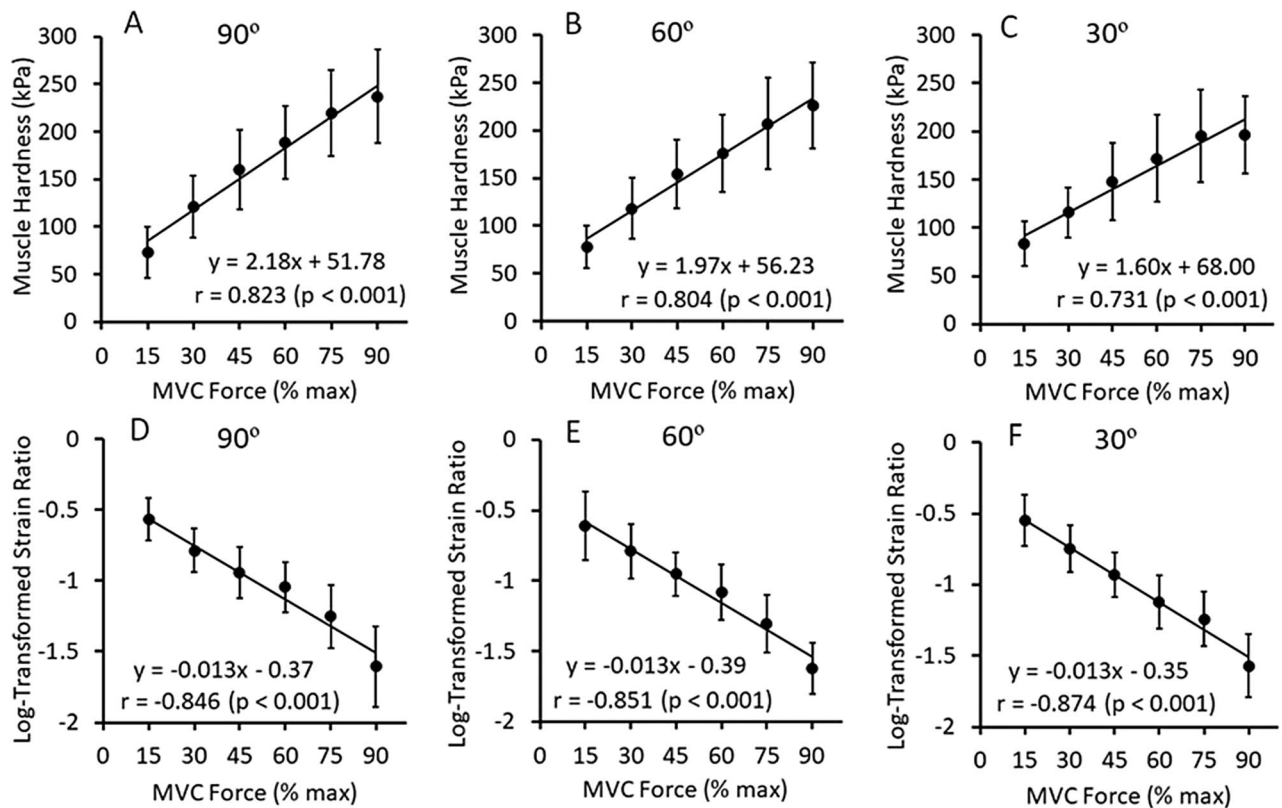 A
90º
Muscle Hardness (kPa)
300
250
200
150
100
50
0
y = 2.18x + 51.78
r = 0.823 (p < 0.001)
0 15 30 45 60 75 90
MVC Force (% max)
B
60º
Muscle Hardness (kPa)
300
250
200
150
100
50
0
y = 1.97x + 56.23
r = 0.804 (p < 0.001)
0 15 30 45 60 75 90
MVC Force (% max)
C
30º
Muscle Hardness (kPa)
300
250
200
150
100
50
0
y = 1.60x + 68.00
r = 0.731 (p < 0.001)
0 15 30 45 60 75 90
MVC Force (% max)
D
90º
Log-Transformed Strain Ratio
0
-0.5
-1
-1.5
-2
y = -0.013x - 0.37
r = -0.846 (p < 0.001)
0 15 30 45 60 75 90
MVC Force (% max)
E
60º
Log-Transformed Strain Ratio
0
-0.5
-1
-1.5
-2
y = -0.013x - 0.39
r = -0.851 (p < 0.001)
0 15 30 45 60 75 90
MVC Force (% max)
F
30º
Log-Transformed Strain Ratio
0
-0.5
-1
-1.5
-2
y = -0.013x - 0.35
r = -0.874 (p < 0.001)
0 15 30 45 60 75 90
MVC Force (% max)